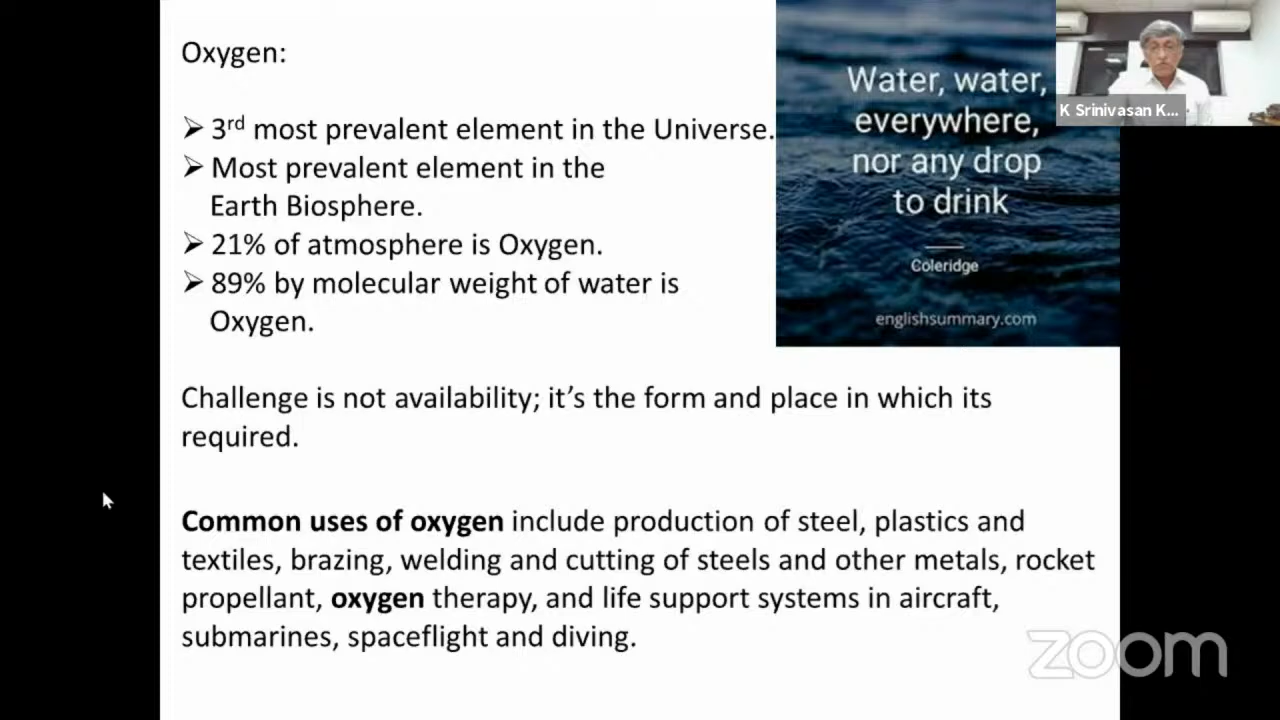 Oxygen:
➢ 3rd most prevalent element in the Universe.
➢ Most prevalent element in the
Earth Biosphere.
➢ 21% of atmosphere is Oxygen.
➢ 89% by molecular weight of water is
Oxygen.
Water, water,
everywhere,
nor any drop
to drink
Coleridge
englishsummary.com
K Srinivasan K...
Challenge is not availability; it’s the form and place in which its
required.
Common uses of oxygen include production of steel, plastics and
textiles, brazing, welding and cutting of steels and other metals, rocket
propellant, oxygen therapy, and life support systems in aircraft,
submarines, spaceflight and diving.
zoom